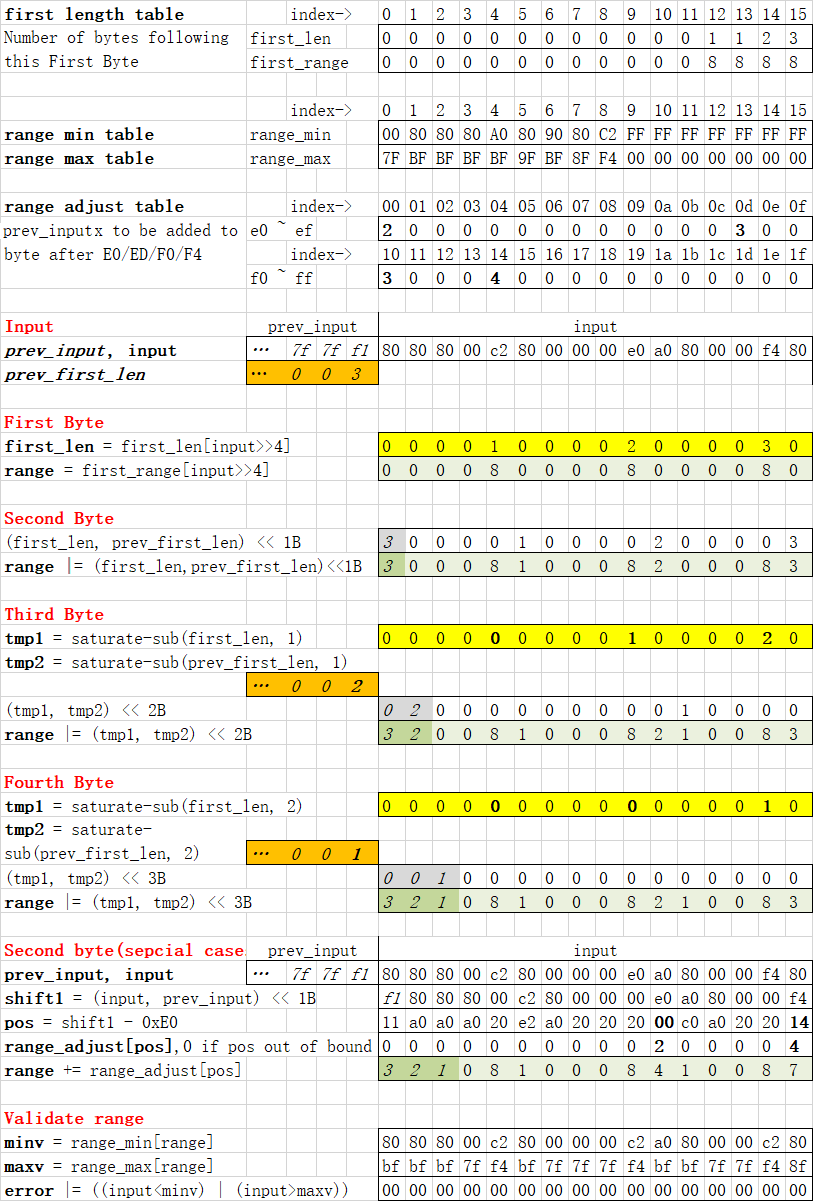 first length table index-> 0 1 2 3 4 5 6 7 8 9 10 11 12 13 14 15
Number of bytes following first_len 0 0 0 0 0 0 0 0 0 0 0 0 1 1 2 3
this First Byte first_range 0 0 0 0 0 0 0 0 0 0 0 0 8 8 8 8
index-> 0 1 2 3 4 5 6 7 8 9 10 11 12 13 14 15
range min table range_min 00 80 80 80 A0 80 90 80 C2 FF FF FF FF FF FF FF
range max table range_max 7F BF BF BF BF 9F BF 8F F4 00 00 00 00 00 00 00
range adjust table index-> 00 01 02 03 04 05 06 07 08 09 0a 0b 0c 0d 0e 0f
prev_inputx to be added to e0 ~ ef 2 0 0 0 0 0 0 0 0 0 0 0 0 3 0 0
byte after E0/ED/F0/F4 index-> 10 11 12 13 14 15 16 17 18 19 1a 1b 1c 1d 1e 1f
f0 ~ ff 3 0 0 0 4 0 0 0 0 0 0 0 0 0 0 0
Input prev_input input
prev_input, input … 7f 7f f1 80 80 80 00 c2 80 00 00 00 e0 a0 80 00 00 f4 80
prev_first_len … 0 0 3
First Byte
first_len = first_len[input>>4] 0 0 0 0 1 0 0 0 0 2 0 0 0 0 3 0
range = first_range[input>>4] 0 0 0 0 8 0 0 0 0 8 0 0 0 0 8 0
Second Byte
(first_len, prev_first_len) << 1B 3 0 0 0 0 1 0 0 0 0 2 0 0 0 0 3
range |= (first_len,prev_first_len)<<1B 3 0 0 0 8 1 0 0 0 8 2 0 0 0 8 3
Third Byte
tmp1 = saturate-sub(first_len, 1) 0 0 0 0 0 0 0 0 0 1 0 0 0 0 2 0
tmp2 = saturate-sub(prev_first_len, 1)
… 0 0 2
(tmp1, tmp2) << 2B 0 2 0 0 0 0 0 0 0 0 0 1 0 0 0 0
range |= (tmp1, tmp2) << 2B 3 2 0 0 8 1 0 0 0 8 2 1 0 0 8 3
Fourth Byte
tmp1 = saturate-sub(first_len, 2) 0 0 0 0 0 0 0 0 0 0 0 0 0 0 1 0
tmp2 = saturate-
sub(prev_first_len, 2) … 0 0 1
(tmp1, tmp2) << 3B 0 0 1 0 0 0 0 0 0 0 0 0 0 0 0 0
range |= (tmp1, tmp2) << 3B 3 2 1 0 8 1 0 0 0 8 2 1 0 0 8 3
Second byte(sepcial case prev_input input
prev_input, input … 7f 7f f1 80 80 80 00 c2 80 00 00 00 e0 a0 80 00 00 f4 80
shift1 = (input, prev_input) << 1B f1 80 80 80 00 c2 80 00 00 00 e0 a0 80 00 00 f4
pos = shift1 - 0xE0 11 a0 a0 a0 20 e2 a0 20 20 20 00 c0 a0 20 20 14
range_adjust[pos],0 if pos out of bound 0 0 0 0 0 0 0 0 0 0 2 0 0 0 0 4
range += range_adjust[pos] 3 2 1 0 8 1 0 0 0 8 4 1 0 0 8 7
Validate range
minv = range_min[range] 80 80 80 00 c2 80 00 00 00 c2 a0 80 00 00 c2 80
maxv = range_max[range] bf bf bf 7f f4 bf 7f 7f 7f f4 bf bf 7f 7f f4 8f
error |= ((input<minv) | (input>maxv)) 00 00 00 00 00 00 00 00 00 00 00 00 00 00 00 00